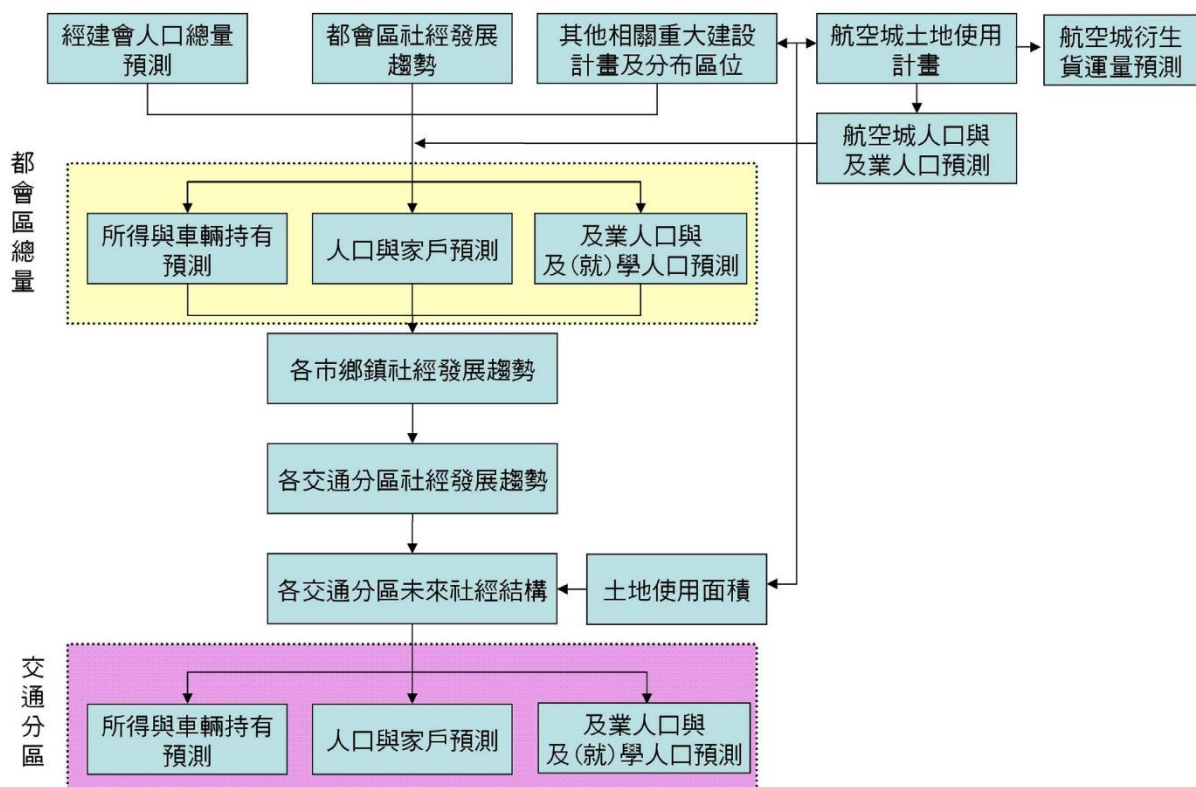 經建會人口總量
預測
都會區社經發展
趨勢
其他相關重大建設
計畫及分布區位
航空城土地使用
計畫
航空城衍生
貨運量預測
航空城人口與
及業人口預測
都會區總量
所得與車輛持有
預測
人口與家戶預測
及業人口與
及(就)學人口預測
各市鄉鎮社經發展趨勢
各交通分區社經發展趨勢
各交通分區未來社經結構
土地使用面積
交通分區
所得與車輛持有
預測
人口與家戶預測
及業人口與
及(就)學人口預測